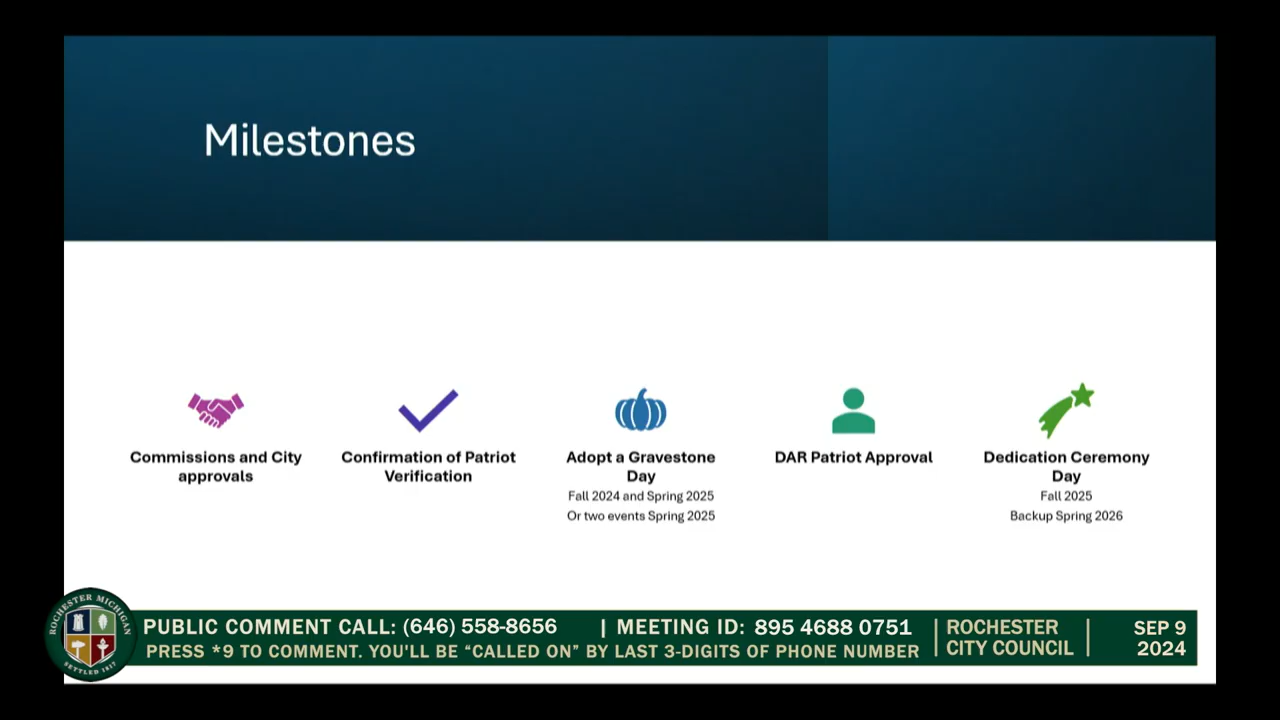 Milestones
Commissions and City
approvals
Confirmation of Patriot
Verification
Adopt a Gravestone
Day
Fall 2024 and Spring 2025
Or two events Spring 2025
DAR Patriot Approval
Dedication Ceremony
Day
Fall 2025
Backup Spring 2026
ROCHESTER MICHIGAN
SETTLED 1817
PUBLIC COMMENT CALL: (646) 558-8656 | MEETING ID: 895 4688 0751
PRESS *9 TO COMMENT. YOU'LL BE “CALLED ON” BY LAST 3-DIGITS OF PHONE NUMBER
ROCHESTER
CITY COUNCIL
SEP 9
2024